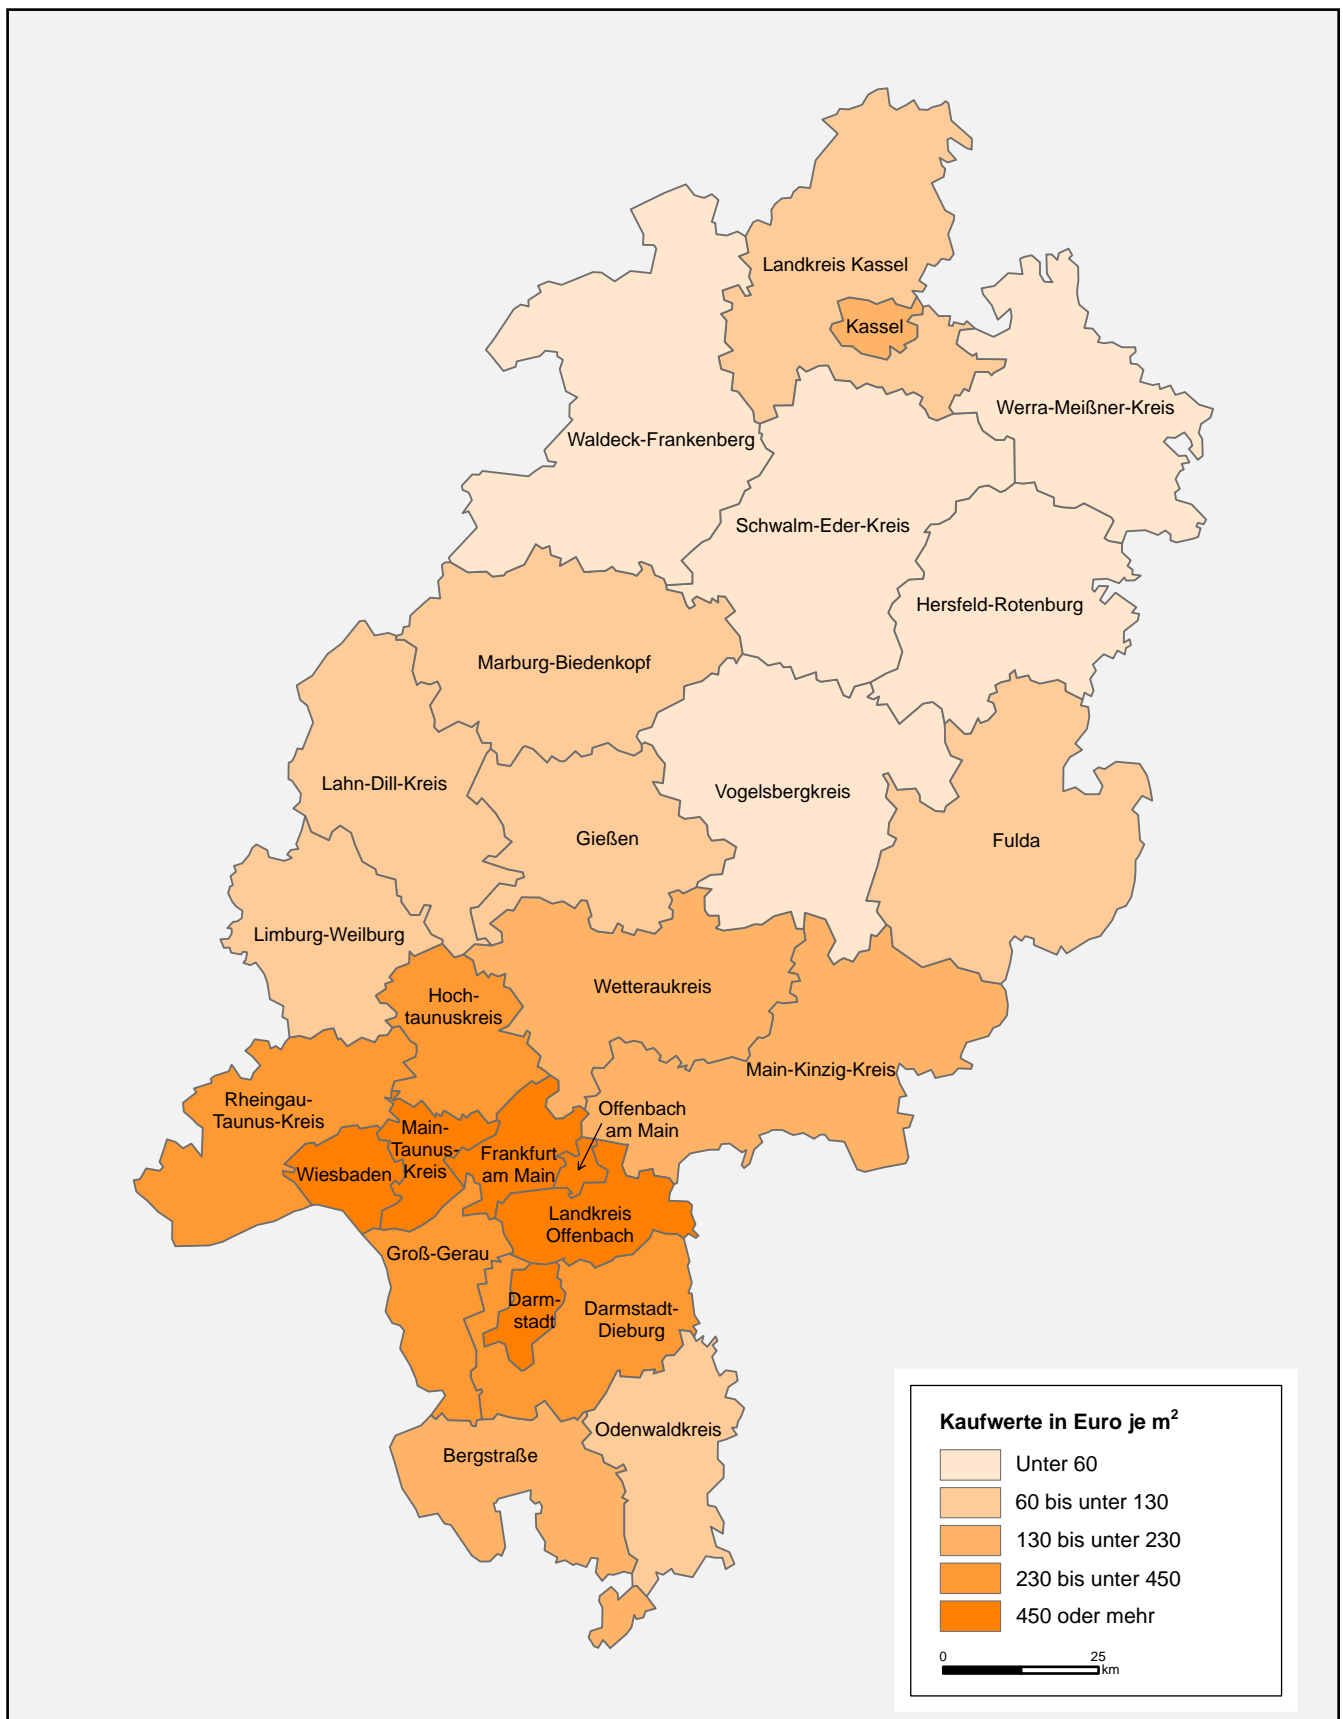 Landkreis Kassel
Kassel
Werra-Meißner-Kreis
Waldeck-Frankenberg
Schwalm-Eder-Kreis
Hersfeld-Rotenburg
Marburg-Biedenkopf
Lahn-Dill-Kreis
Vogelsbergkreis
Gießen
Fulda
Limburg-Weilburg
Wetteraukreis
Hoch-
taunuskreis
Main-Kinzig-Kreis
Rheingau-
Taunus-Kreis
Offenbach
am Main
Main-
Taunus-
Kreis
Frankfurt
am Main
Wiesbaden
Landkreis
Offenbach
Groß-Gerau
Darm-
stadt
Darmstadt-
Dieburg
Odenwaldkreis
Bergstraße
Kaufwerte in Euro je m²
Unter 60
60 bis unter 130
130 bis unter 230
230 bis unter 450
450 oder mehr
0 25
km